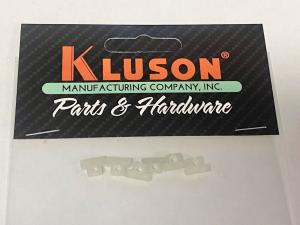 KLUSON®
MANUFACTURING COMPANY, INC.
Parts & Hardware